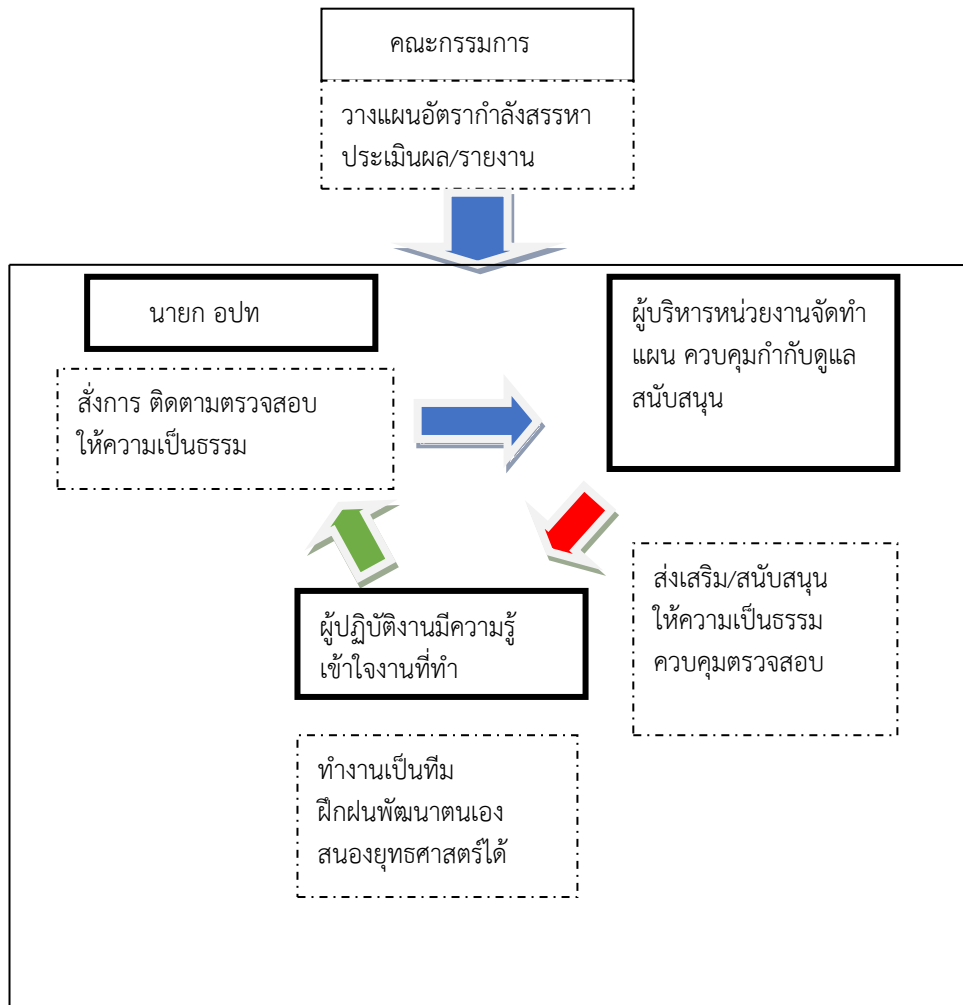 คณะกรรมการ
วางแผนอัตรากำลังสรรหา
ประเมินผล/รายงาน
นายก อปท
สั่งการ ติดตามตรวจสอบ
ให้ความเป็นธรรม
ผู้บริหารหน่วยงานจัดทำ
แผน ควบคุมกำกับดูแล
สนับสนุน
ส่งเสริม/สนับสนุน
ให้ความเป็นธรรม
ควบคุมตรวจสอบ
ผู้ปฏิบัติงานมีความรู้
เข้าใจงานที่ทำ
ทำงานเป็นทีม
ฝึกฝนพัฒนาตนเอง
สนองยุทธศาสตร์ได้